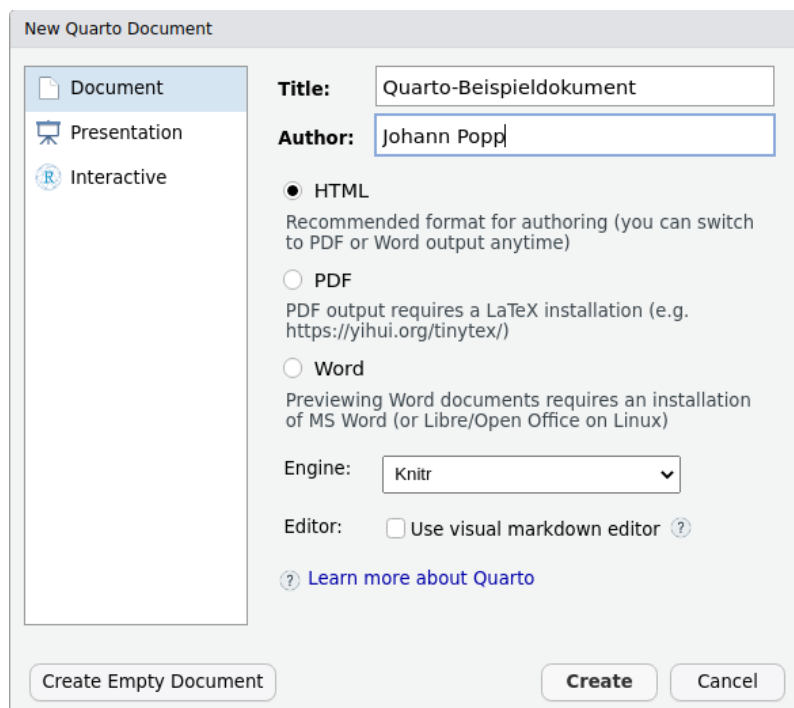 New Quarto Document
Document
Presentation
Interactive
Title: Quarto-Beispieldokument
Author: Johann Popp
HTML
Recommended format for authoring (you can switch
to PDF or Word output anytime)
PDF
PDF output requires a LaTeX installation (e.g.
https://yihui.org/tinytex/)
Word
Previewing Word documents requires an installation
of MS Word (or Libre/Open Office on Linux)
Engine: Knitr
Editor: Use visual markdown editor ?
? Learn more about Quarto
Create Empty Document Create Cancel